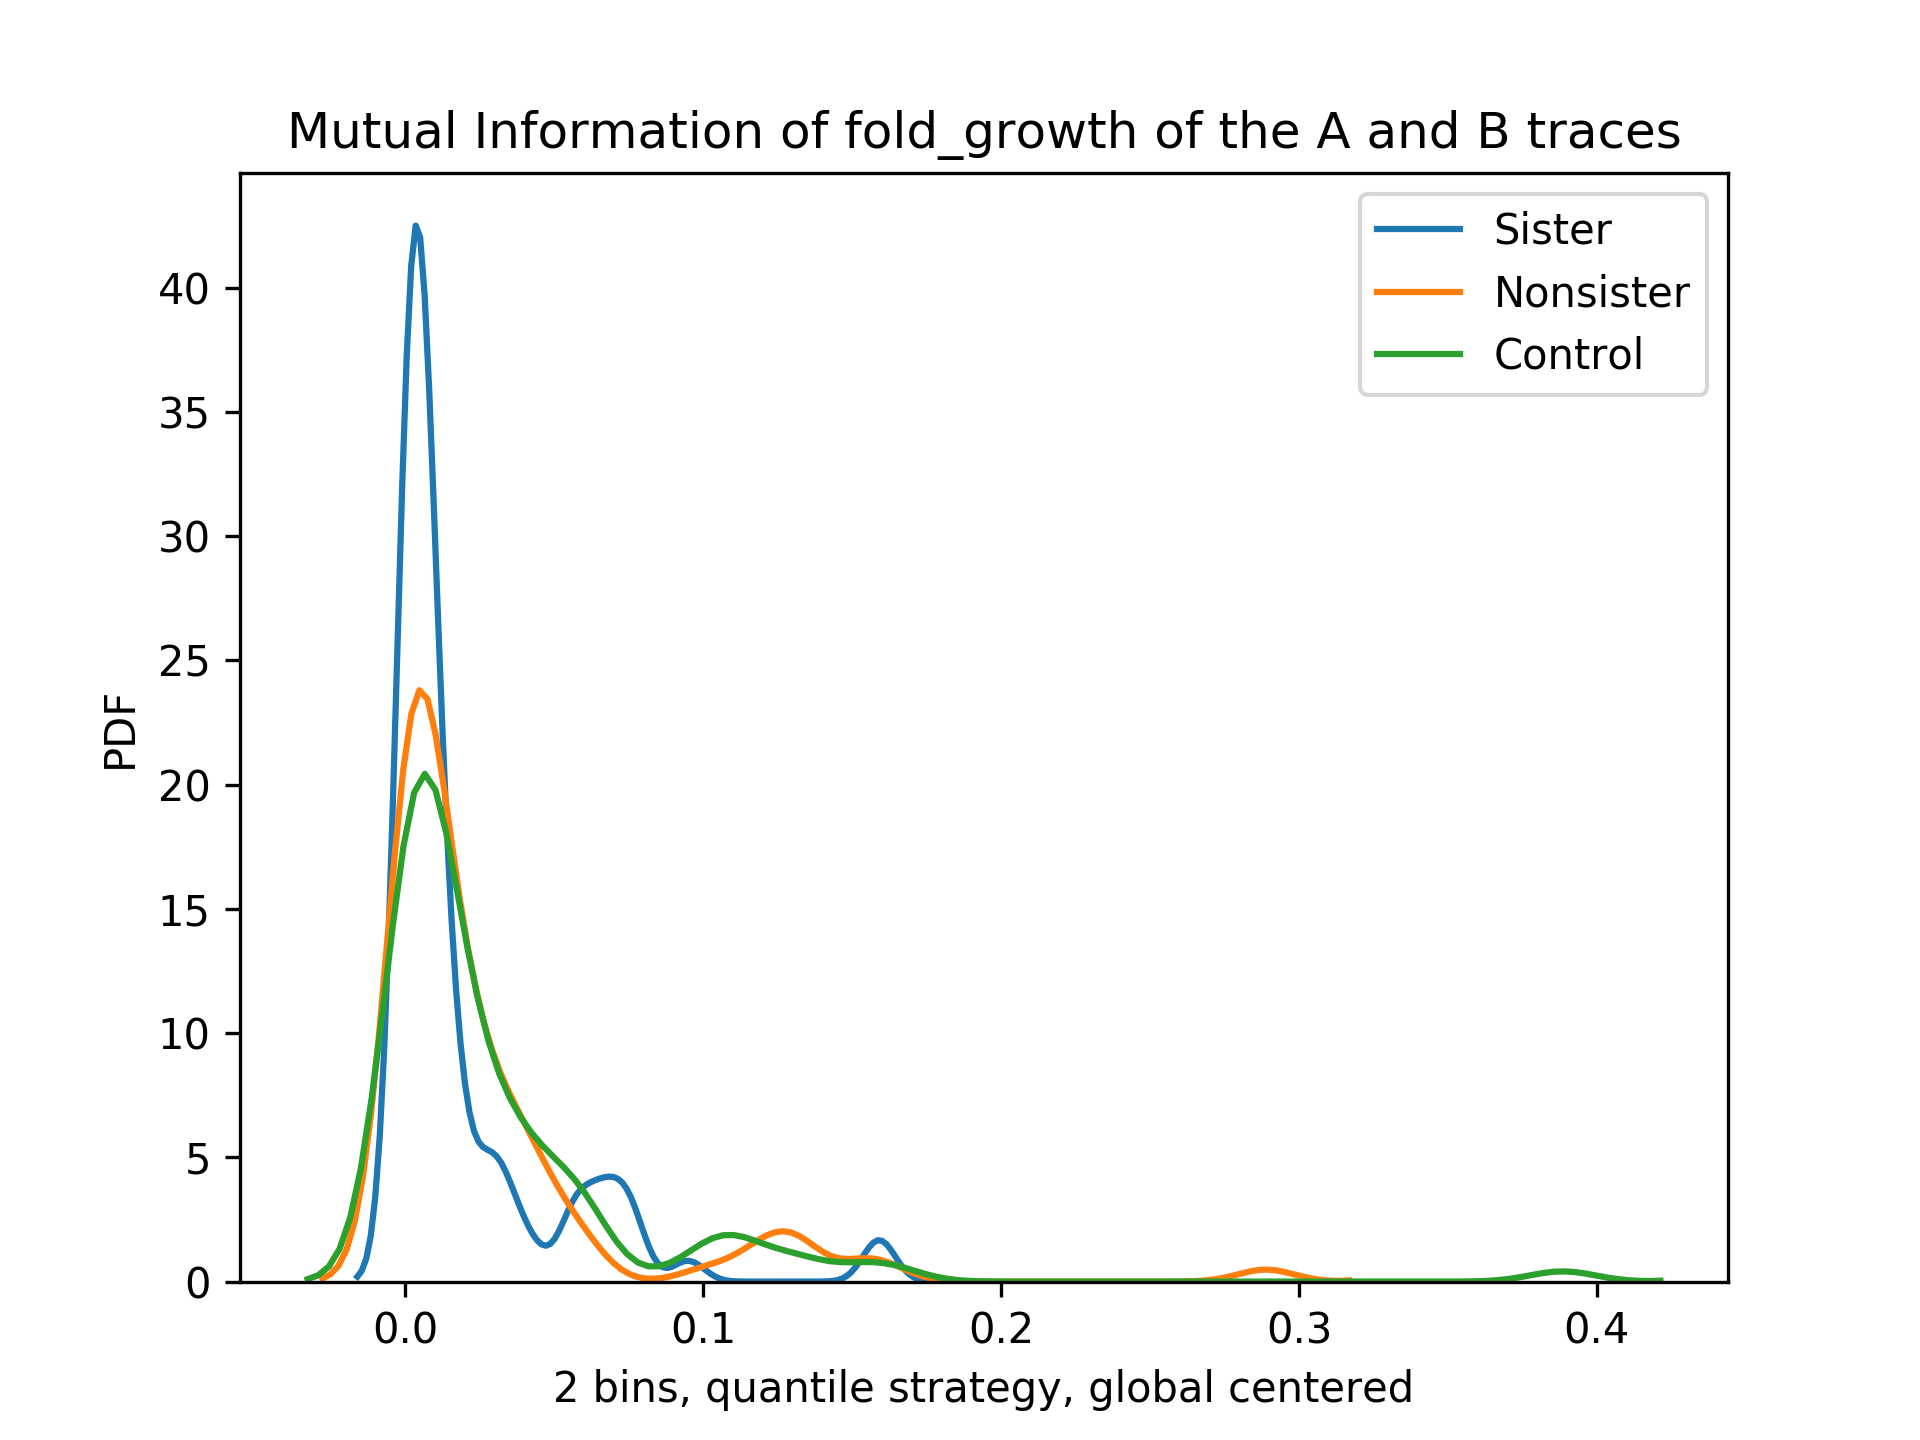 Mutual Information of fold_growth of the A and B traces
Sister
Nonsister
Control
PDF
40
35
30
25
20
15
10
5
0
0.0 0.1 0.2 0.3 0.4
2 bins, quantile strategy, global centered